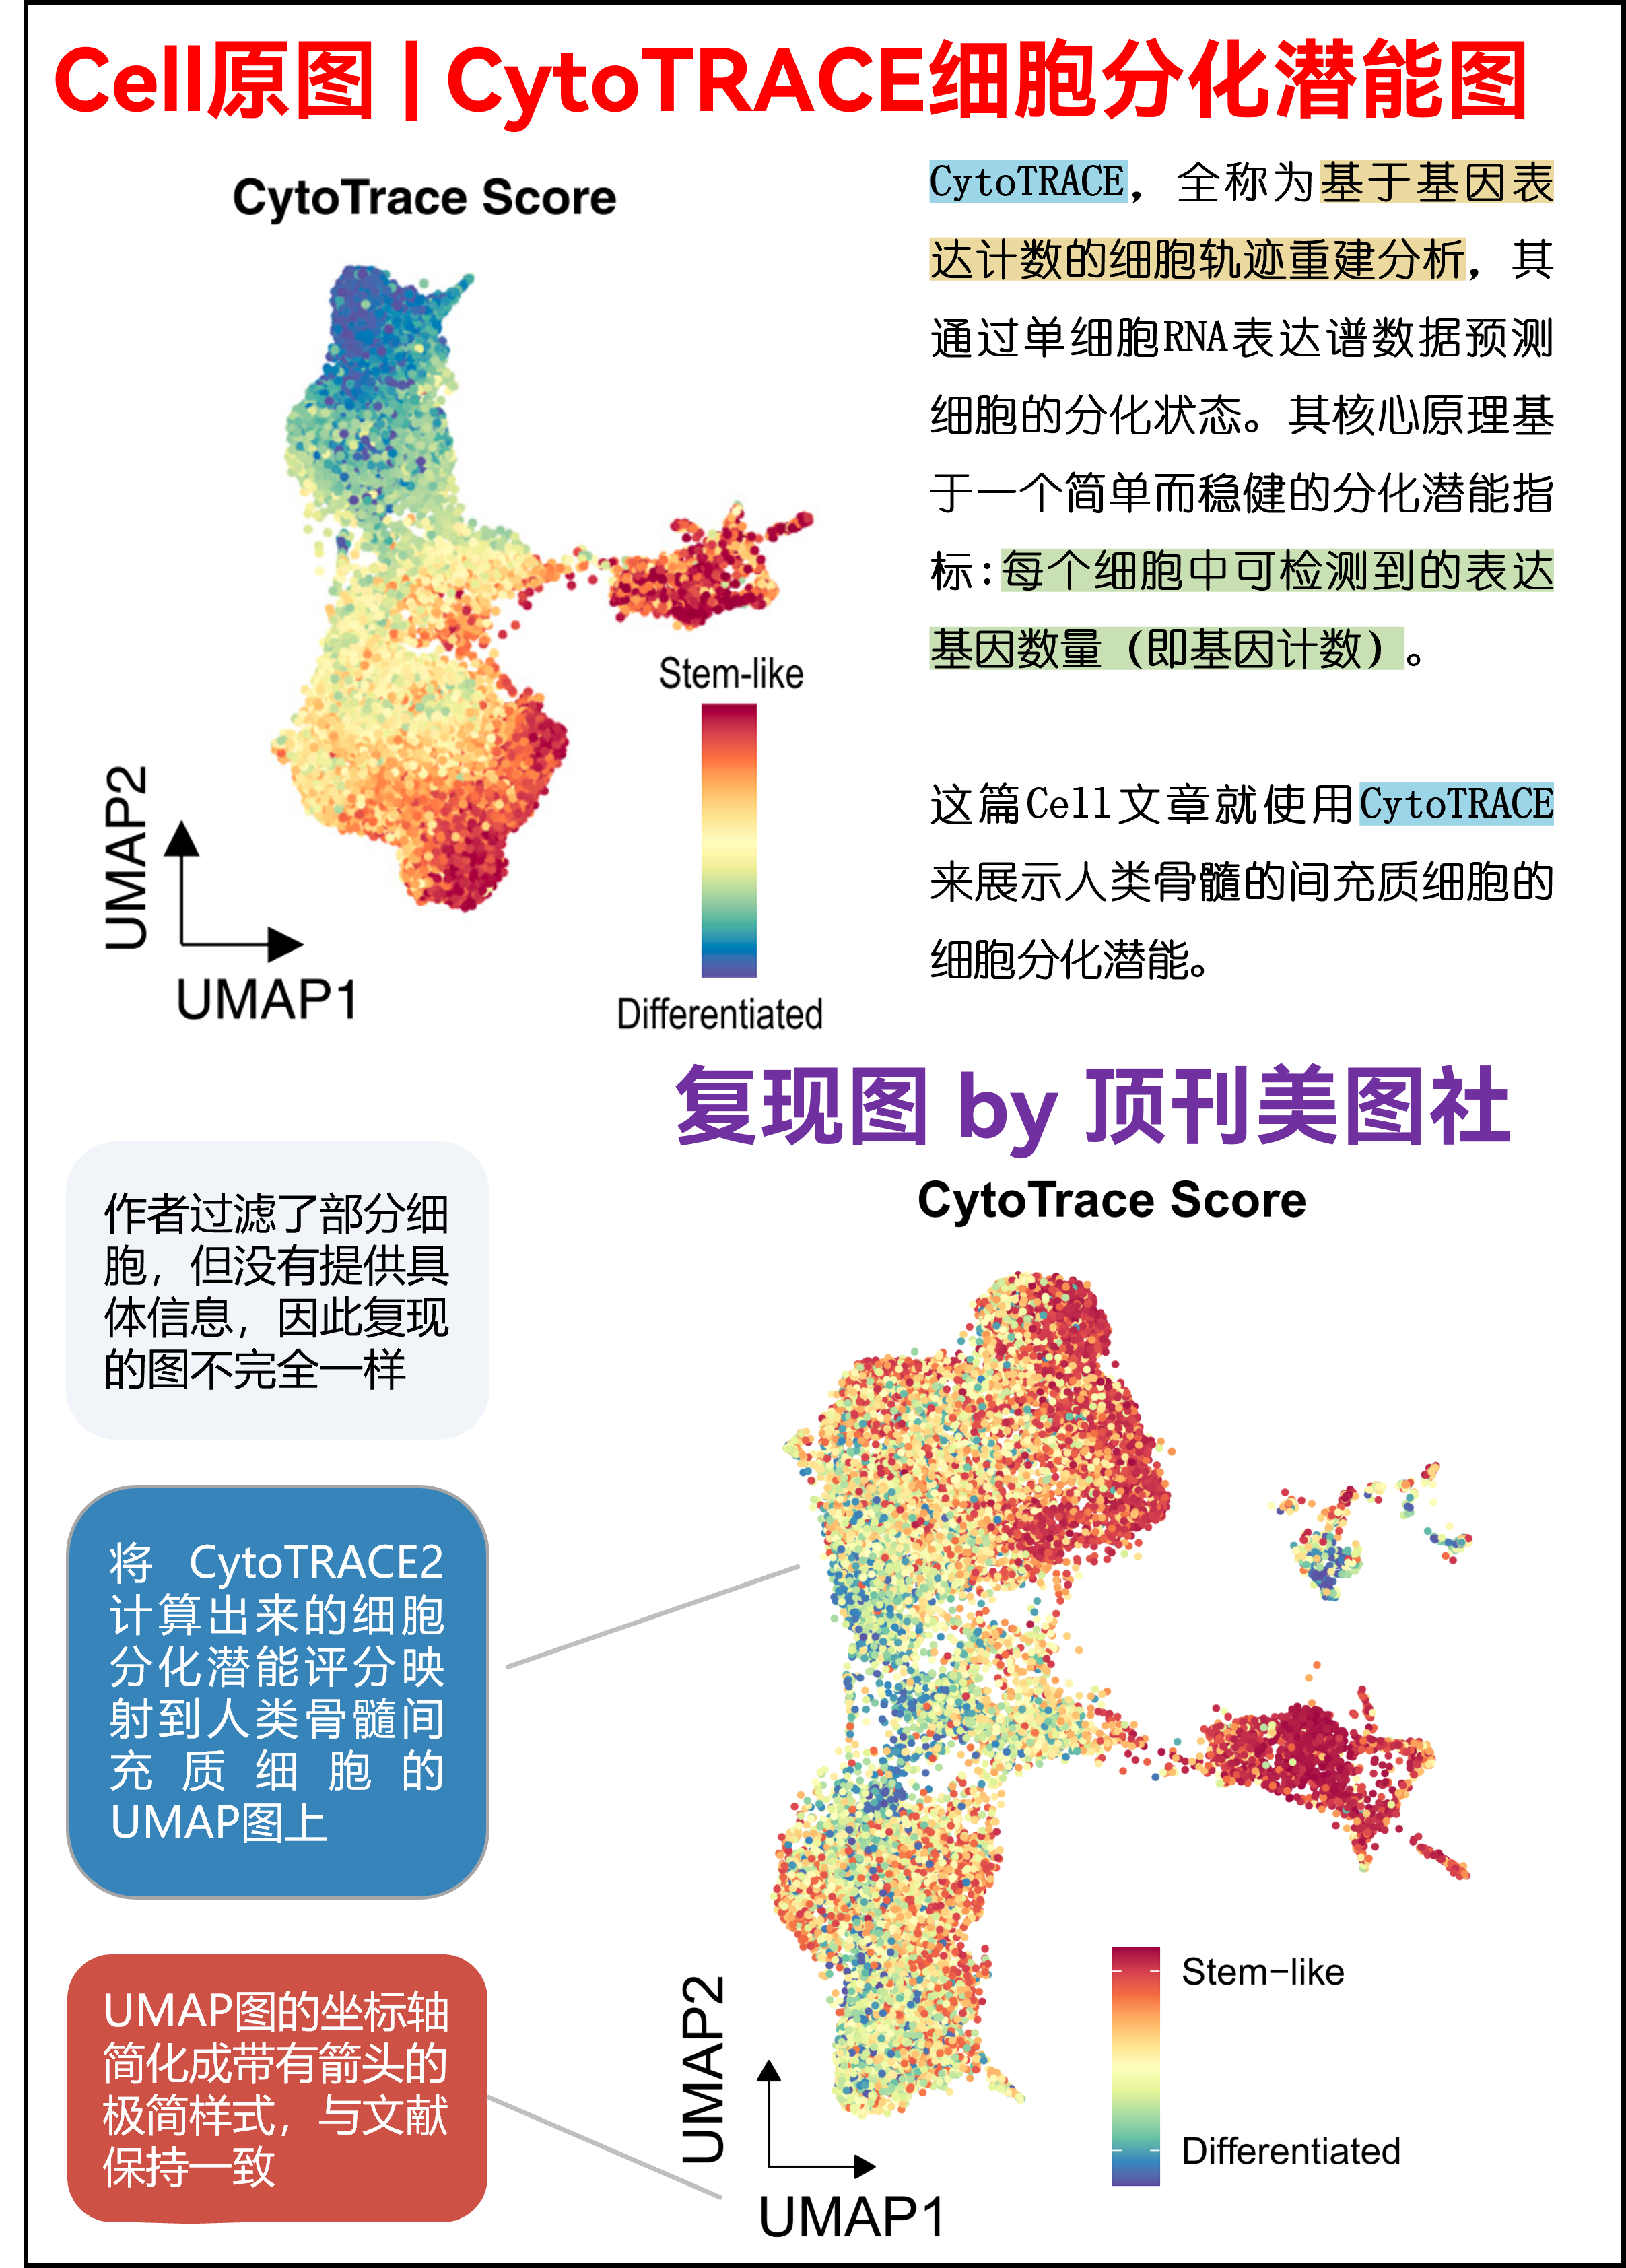 Cell原图 | CytoTRACE细胞分化潜能图
CytoTrace Score
Stem-like
Differentiated
UMAP2
UMAP1
CytoTRACE，全称为基于基因表
达计数的细胞轨迹重建分析，其
通过单细胞RNA表达谱数据预测
细胞的分化状态。其核心原理基
于一个简单而稳健的分化潜能指
标:每个细胞中可检测到的表达
基因数量（即基因计数）。
这篇Cell文章就使用CytoTRACE
来展示人类骨髓的间充质细胞的
细胞分化潜能。
复现图 by 顶刊美图社
作者过滤了部分细
胞，但没有提供具
体信息，因此复现
的图不完全一样
将 CytoTRACE2
计算出来的细胞
分化潜能评分映
射到人类骨髓间
充质细胞的
UMAP图上
UMAP图的坐标轴
简化成带有箭头的
极简样式，与文献
保持一致
CytoTrace Score
Stem−like
Differentiated
UMAP2
UMAP1